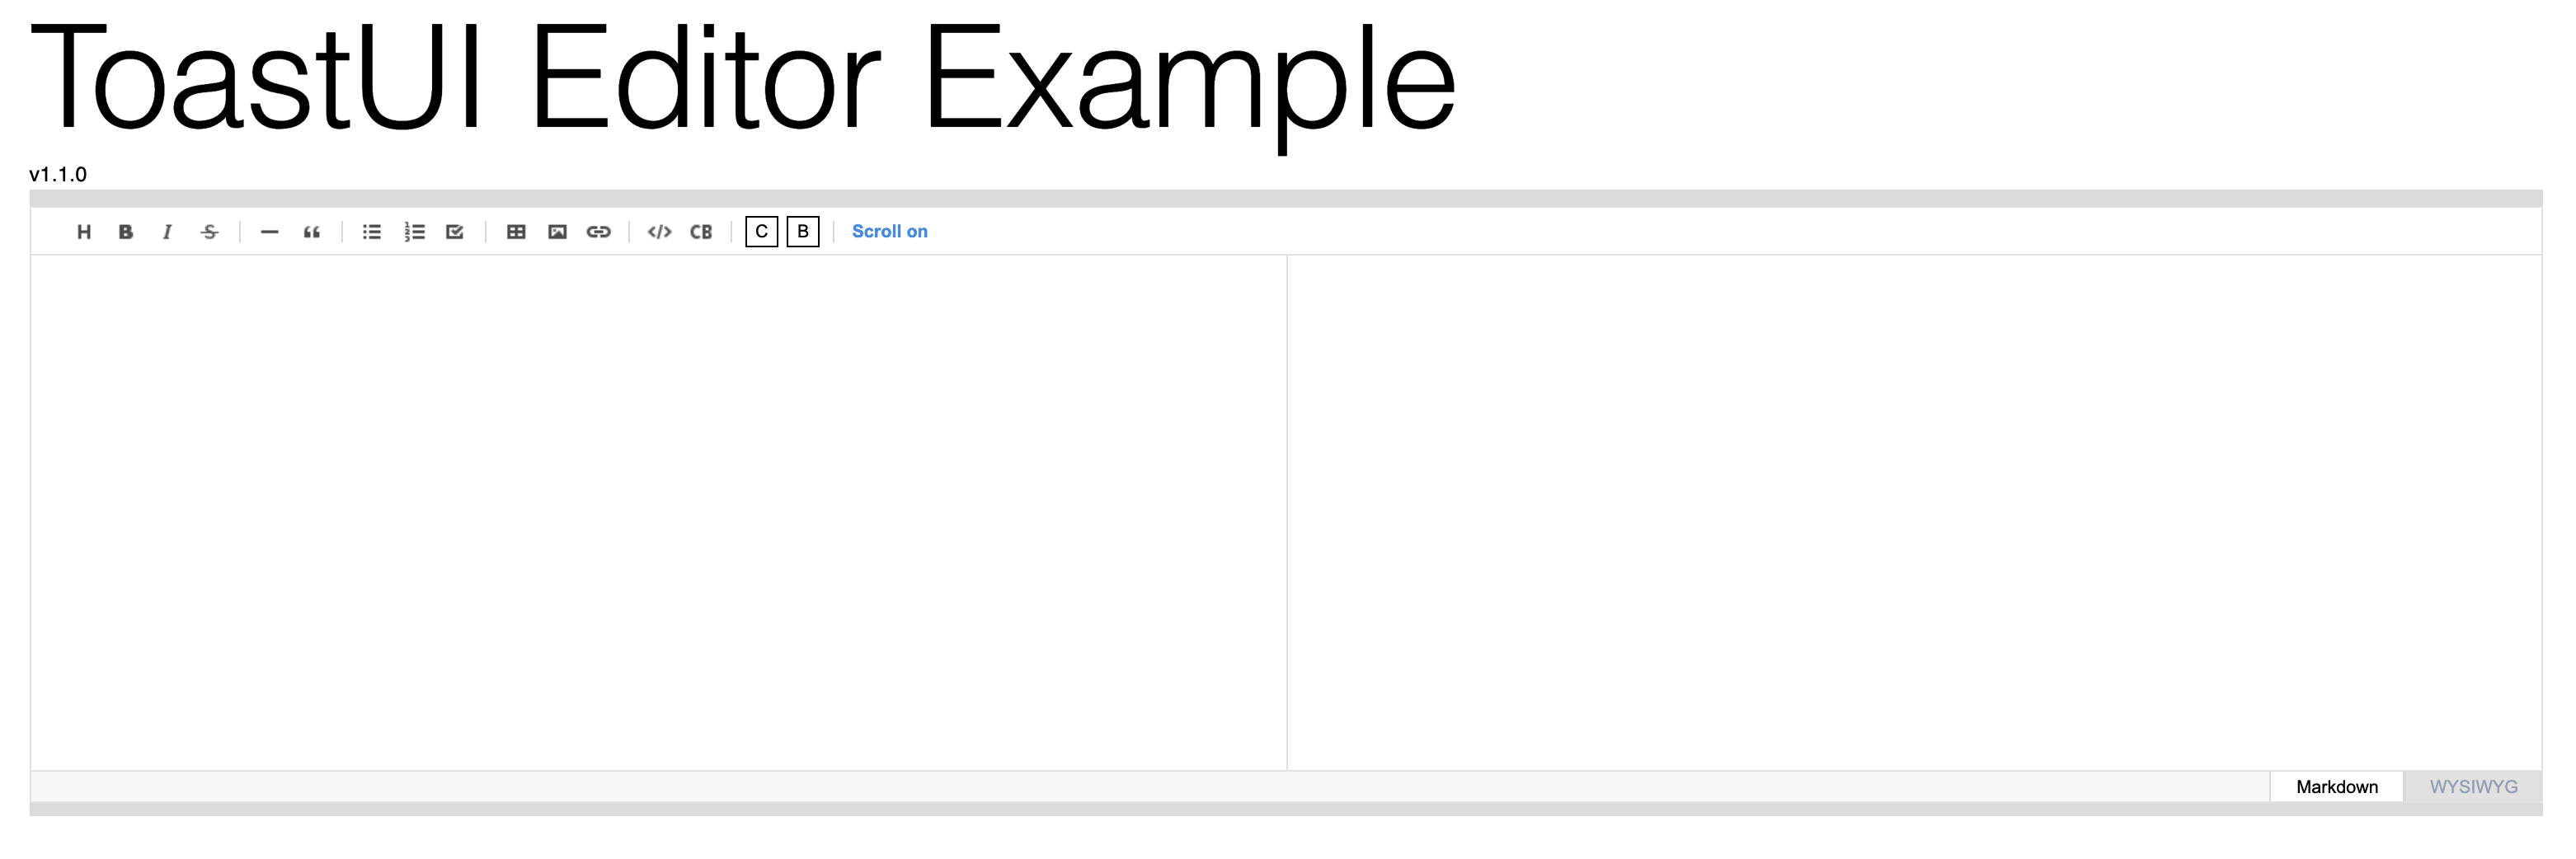 ToastUI Editor Example
v1.1.0
H B I S “ </> CB C B Scroll on
Markdown WYSIWYG